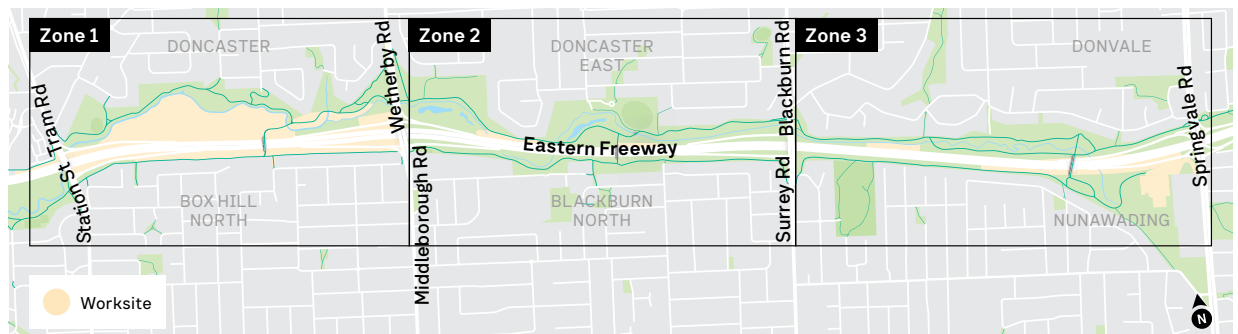 Zone 1
Zone 2
Zone 3
DONCASTER
DONCASTER
EAST
DONVALE
Tram Rd
Station St
Wetherby Rd
Middleborough Rd
Eastern Freeway
Blackburn Rd
Surrey Rd
Springvale Rd
BOX HILL
NORTH
BLACKBURN
NORTH
NUNAWADING
Worksite
N